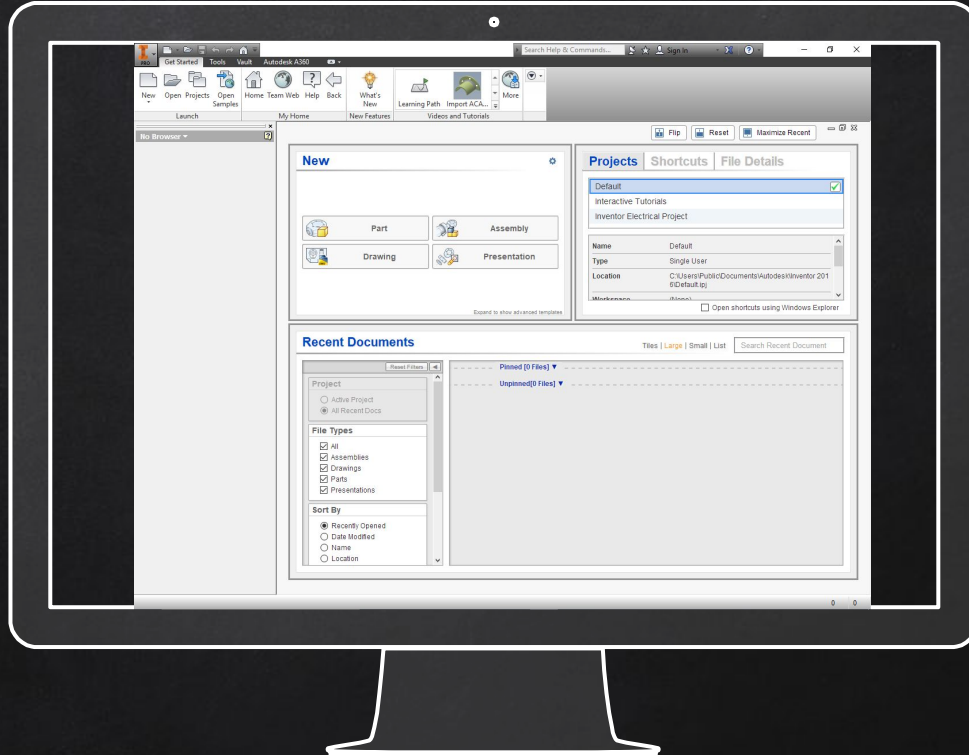 Search Help & Commands... Sign In
PRO Get Started Tools Vault Autodesk A360
New Open Projects Open Samples Home Team Web Help Back What's New Learning Path Import ACA... More
Launch My Home New Features Videos and Tutorials
No Browser
Flip Reset Maximize Recent
New
Part Assembly
Drawing Presentation
Expand to show advanced templates
Projects Shortcuts File Details
Default
Interactive Tutorials
Inventor Electrical Project
Name Default
Type Single User
Location C:\Users\Public\Documents\Autodesk\Inventor 201
6\Default.ipj
Workspace (None)
Open shortcuts using Windows Explorer
Recent Documents
Tiles | Large | Small | List Search Recent Document
Reset Filters
Project
Active Project
All Recent Docs
File Types
All
Assemblies
Drawings
Parts
Presentations
Sort By
Recently Opened
Date Modified
Name
Location
Pinned [0 Files]
Unpinned[0 Files]
0 0